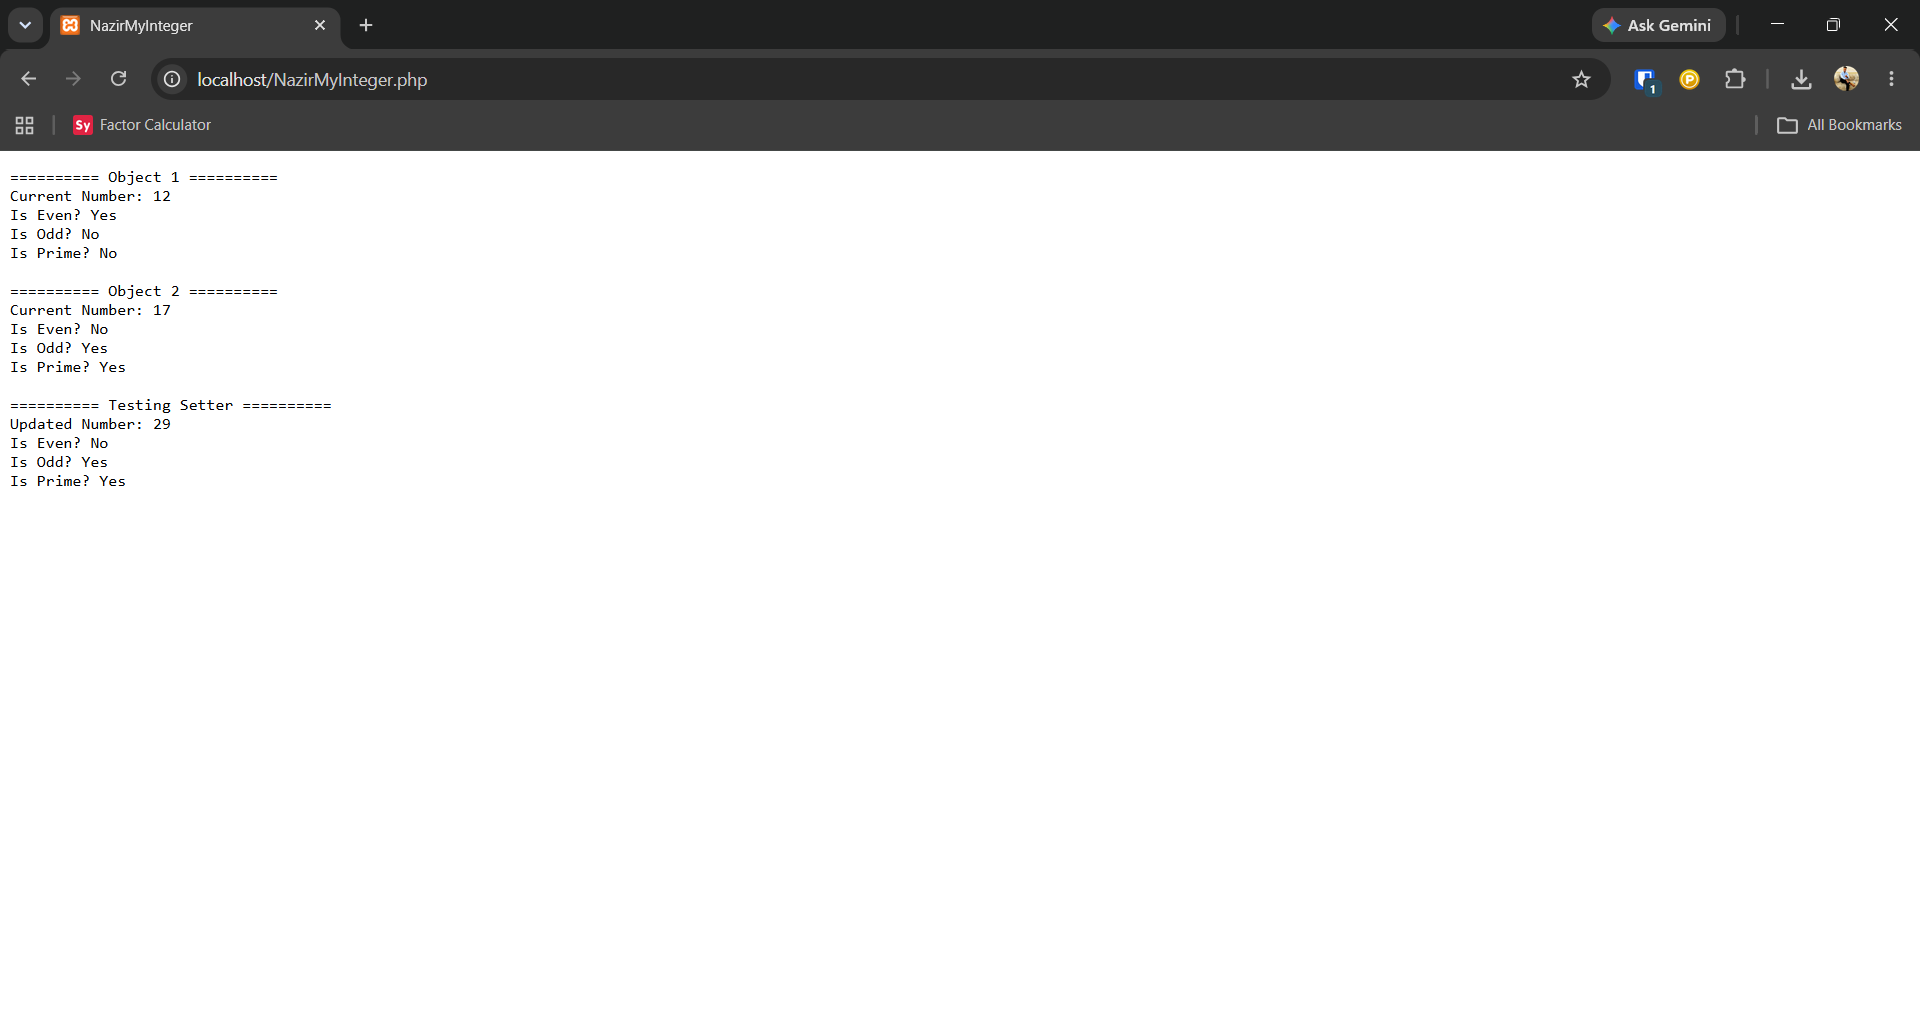 NazirMyInteger
Ask Gemini
localhost/NazirMyInteger.php
1
Sy Factor Calculator
All Bookmarks
========== Object 1 ==========
Current Number: 12
Is Even? Yes
Is Odd? No
Is Prime? No
========== Object 2 ==========
Current Number: 17
Is Even? No
Is Odd? Yes
Is Prime? Yes
========== Testing Setter ==========
Updated Number: 29
Is Even? No
Is Odd? Yes
Is Prime? Yes